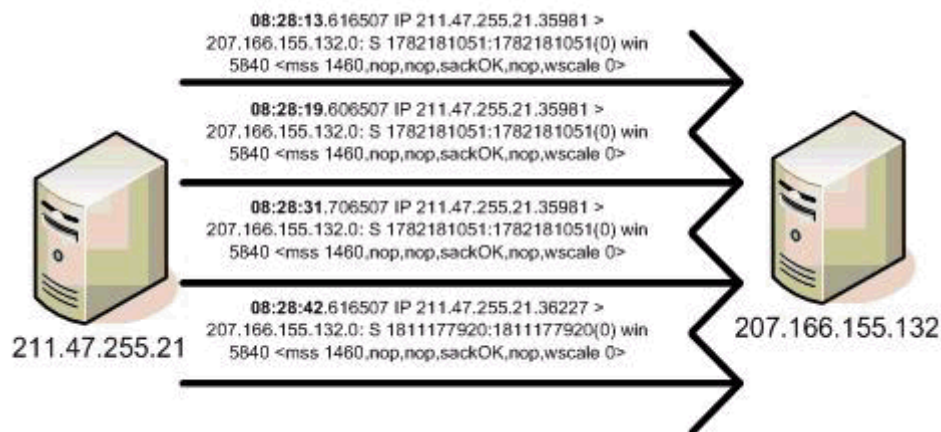 08:28:13.616507 IP 211.47.255.21.35981 >
207.166.155.132.0: S 1782181051:1782181051(0) win
5840 <mss 1460,nop,nop,sackOK,nop,wscale 0>
08:28:19.606507 IP 211.47.255.21.35981 >
207.166.155.132.0: S 1782181051:1782181051(0) win
5840 <mss 1460,nop,nop,sackOK,nop,wscale 0>
08:28:31.706507 IP 211.47.255.21.35981 >
207.166.155.132.0: S 1782181051:1782181051(0) win
5840 <mss 1460,nop,nop,sackOK,nop,wscale 0>
08:28:42.616507 IP 211.47.255.21.36227 >
207.166.155.132.0: S 1811177920:1811177920(0) win
5840 <mss 1460,nop,nop,sackOK,nop,wscale 0>
211.47.255.21
207.166.155.132